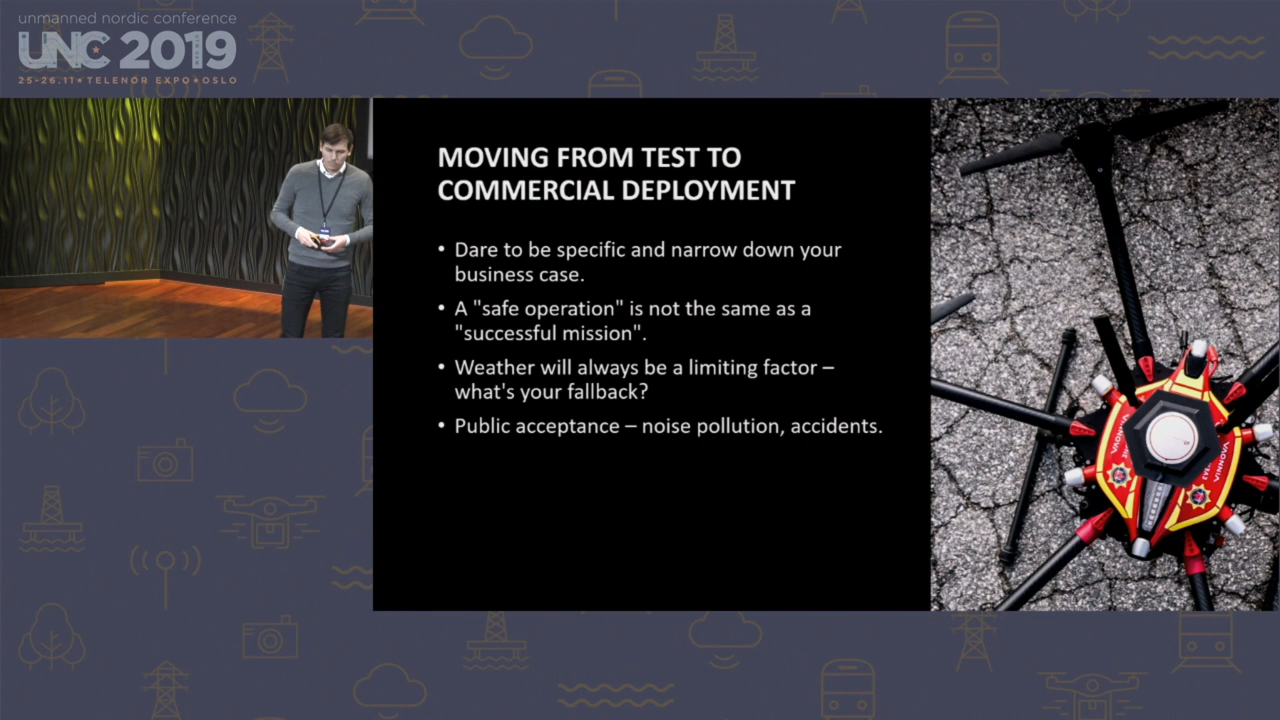 unmanned nordic conference
UNC 2019
25-26.11★TELENOR EXPO★OSLO
MOVING FROM TEST TO
COMMERCIAL DEPLOYMENT
• Dare to be specific and narrow down your
business case.
• A "safe operation" is not the same as a
"successful mission".
• Weather will always be a limiting factor –
what's your fallback?
• Public acceptance – noise pollution, accidents.
VINNOVA
VINNOVA